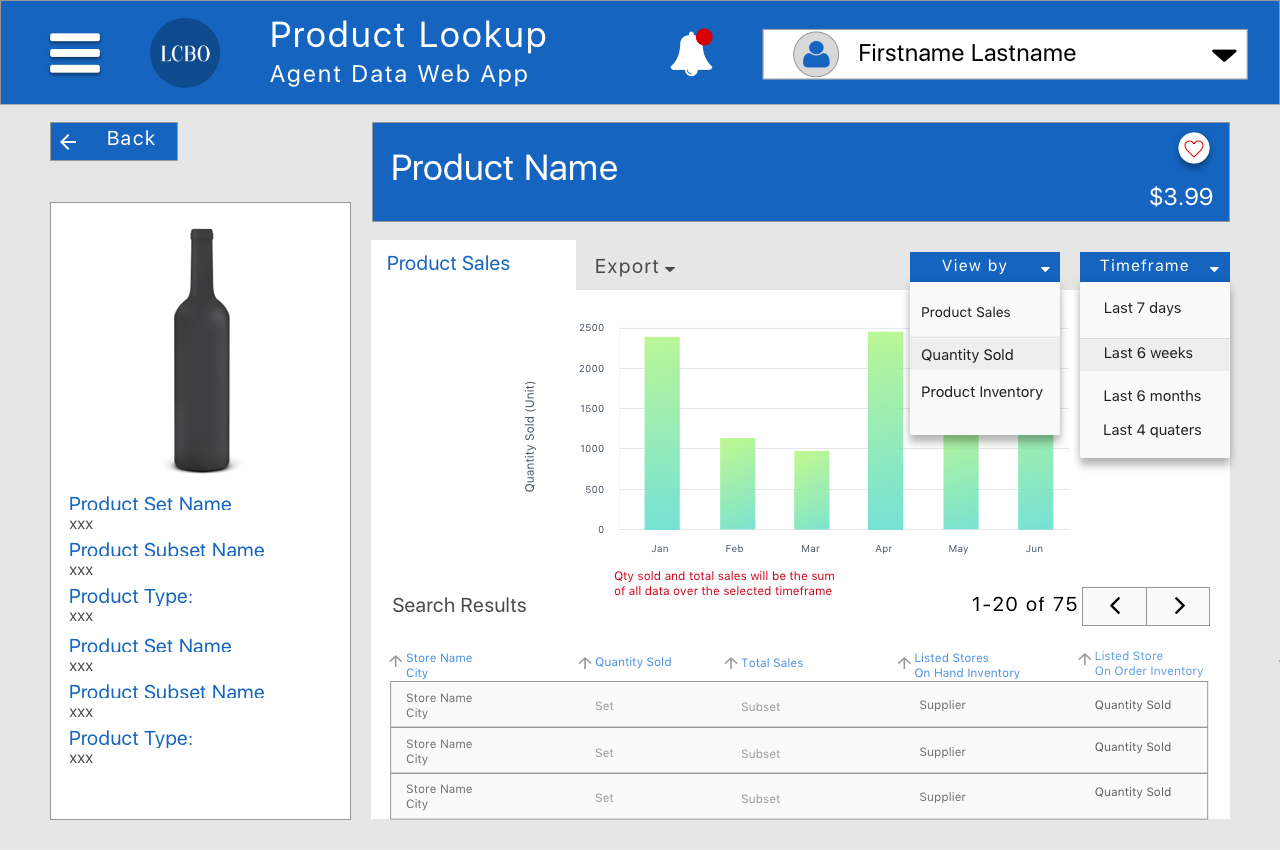 LCBO
Product Lookup
Agent Data Web App
Firstname Lastname
Back
Product Name
$3.99
Product Sales
Export
View by
Timeframe
Product Sales
Quantity Sold
Product Inventory
Last 7 days
Last 6 weeks
Last 6 months
Last 4 quaters
Quantity Sold (Unit)
2500
2000
1500
1000
500
0
Jan Feb Mar Apr May Jun
Qty sold and total sales will be the sum
of all data over the selected timeframe
Product Set Name
xxx
Product Subset Name
xxx
Product Type:
xxx
Product Set Name
xxx
Product Subset Name
xxx
Product Type:
xxx
Search Results
1-20 of 75
Store Name
City
Quantity Sold
Total Sales
Listed Stores
On Hand Inventory
Listed Store
On Order Inventory
Store Name
City
Set
Subset
Supplier
Quantity Sold
Store Name
City
Set
Subset
Supplier
Quantity Sold
Store Name
City
Set
Subset
Supplier
Quantity Sold